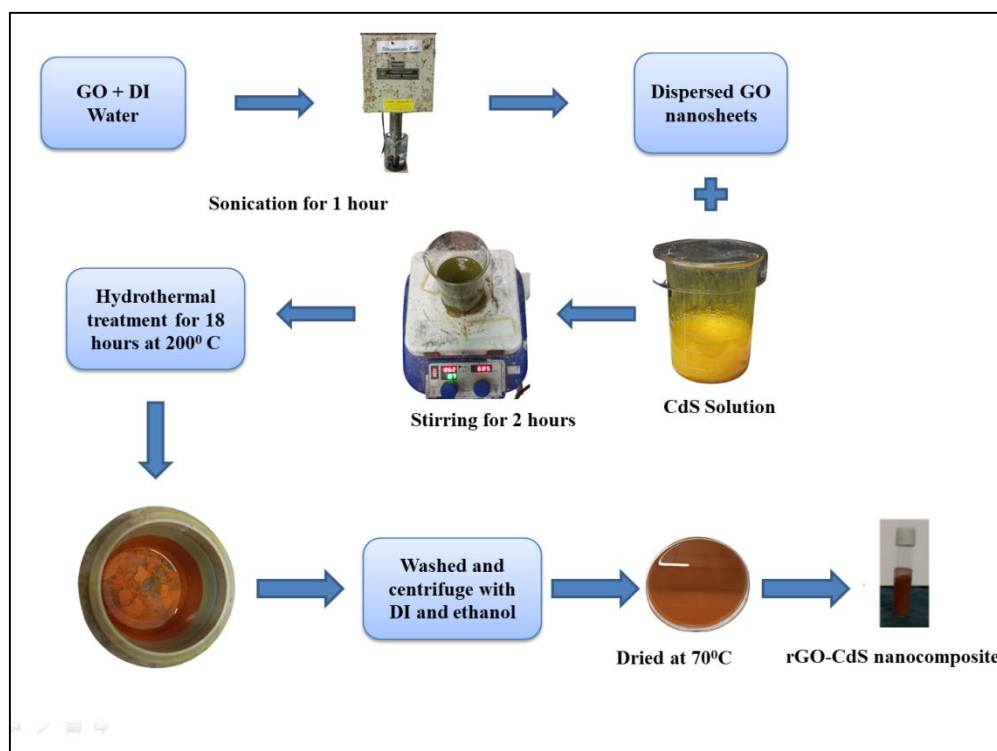 GO + DI
Water
Dispersed GO
nanosheets
Sonication for 1 hour
Hydrothermal
treatment for 18
hours at 200⁰ C
Stirring for 2 hours
CdS Solution
Washed and
centrifuge with
DI and ethanol
Dried at 70⁰C
rGO-CdS nanocomposite